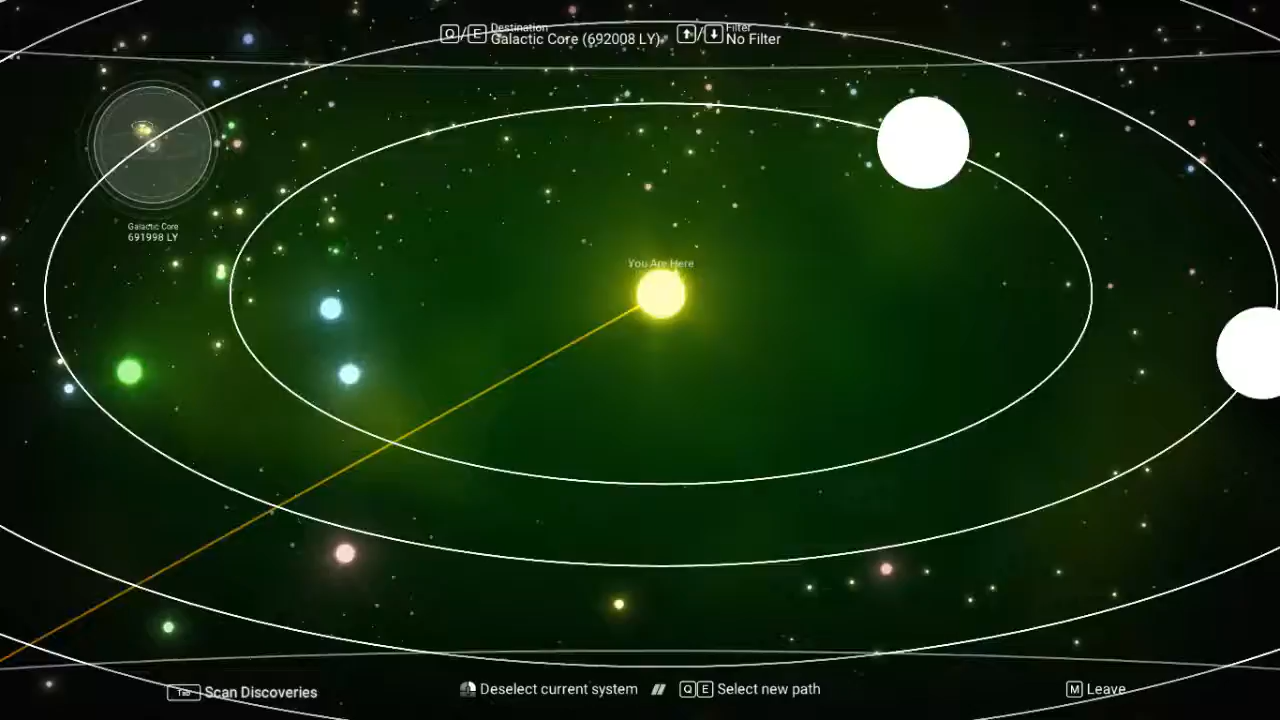 Q/E Destination
Galactic Core (692008 LY)
Filter
No Filter
Galactic Core
691998 LY
You Are Here
Tab Scan Discoveries
Deselect current system // Q E Select new path
M Leave